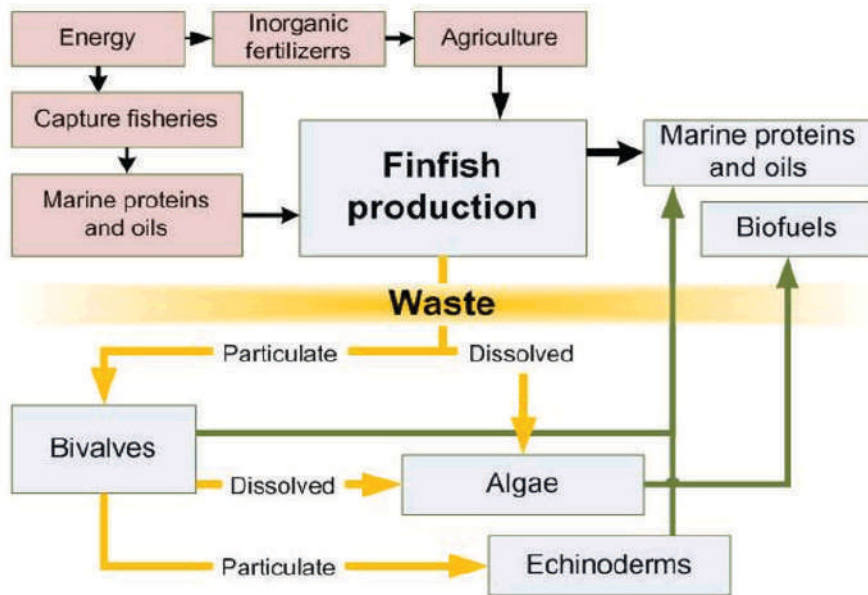 Energy
Inorganic
fertilizerrs
Agriculture
Capture fisheries
Marine proteins
and oils
Finfish
production
Marine proteins
and oils
Biofuels
Waste
Particulate
Dissolved
Bivalves
Dissolved
Algae
Particulate
Echinoderms